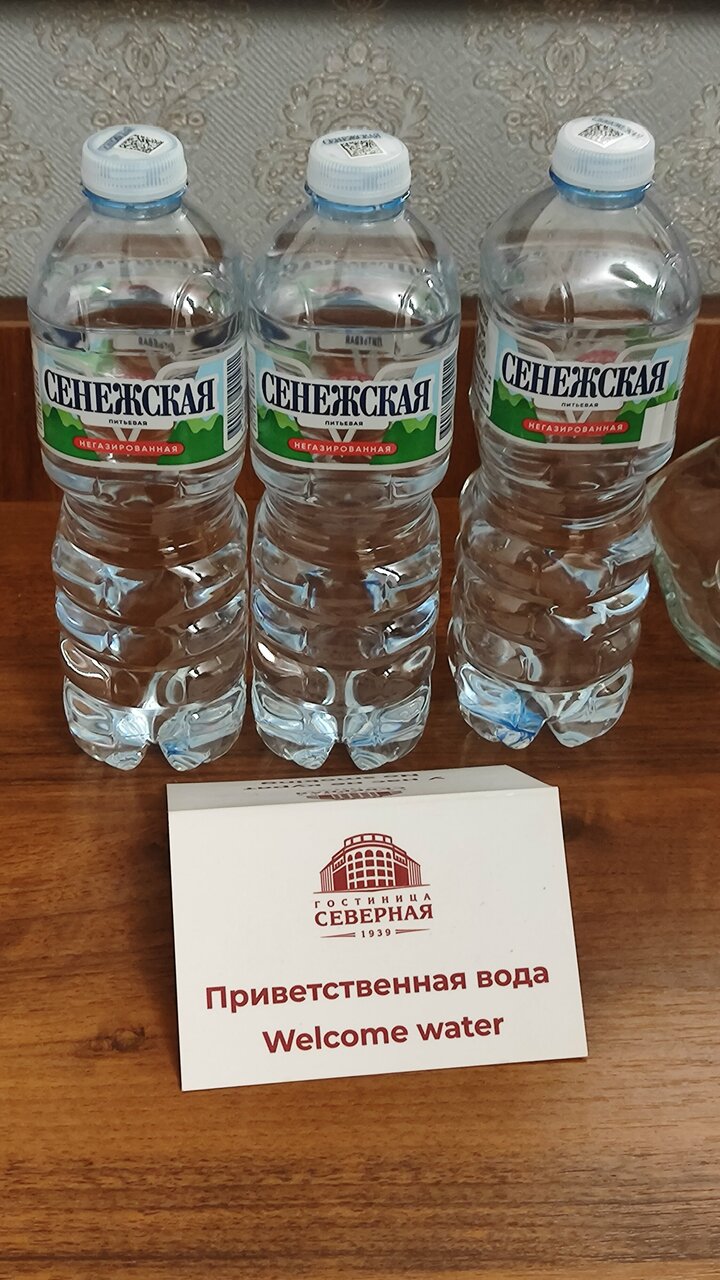 СЕНЕЖСКАЯ
ПИТЬЕВАЯ
НЕГАЗИРОВАННАЯ
СЕНЕЖСКАЯ
ПИТЬЕВАЯ
НЕГАЗИРОВАННАЯ
СЕНЕЖСКАЯ
ПИТЬЕВАЯ
НЕГАЗИРОВАННАЯ
ГОСТИНИЦА
СЕВЕРНАЯ
1939
Приветственная вода
Welcome water